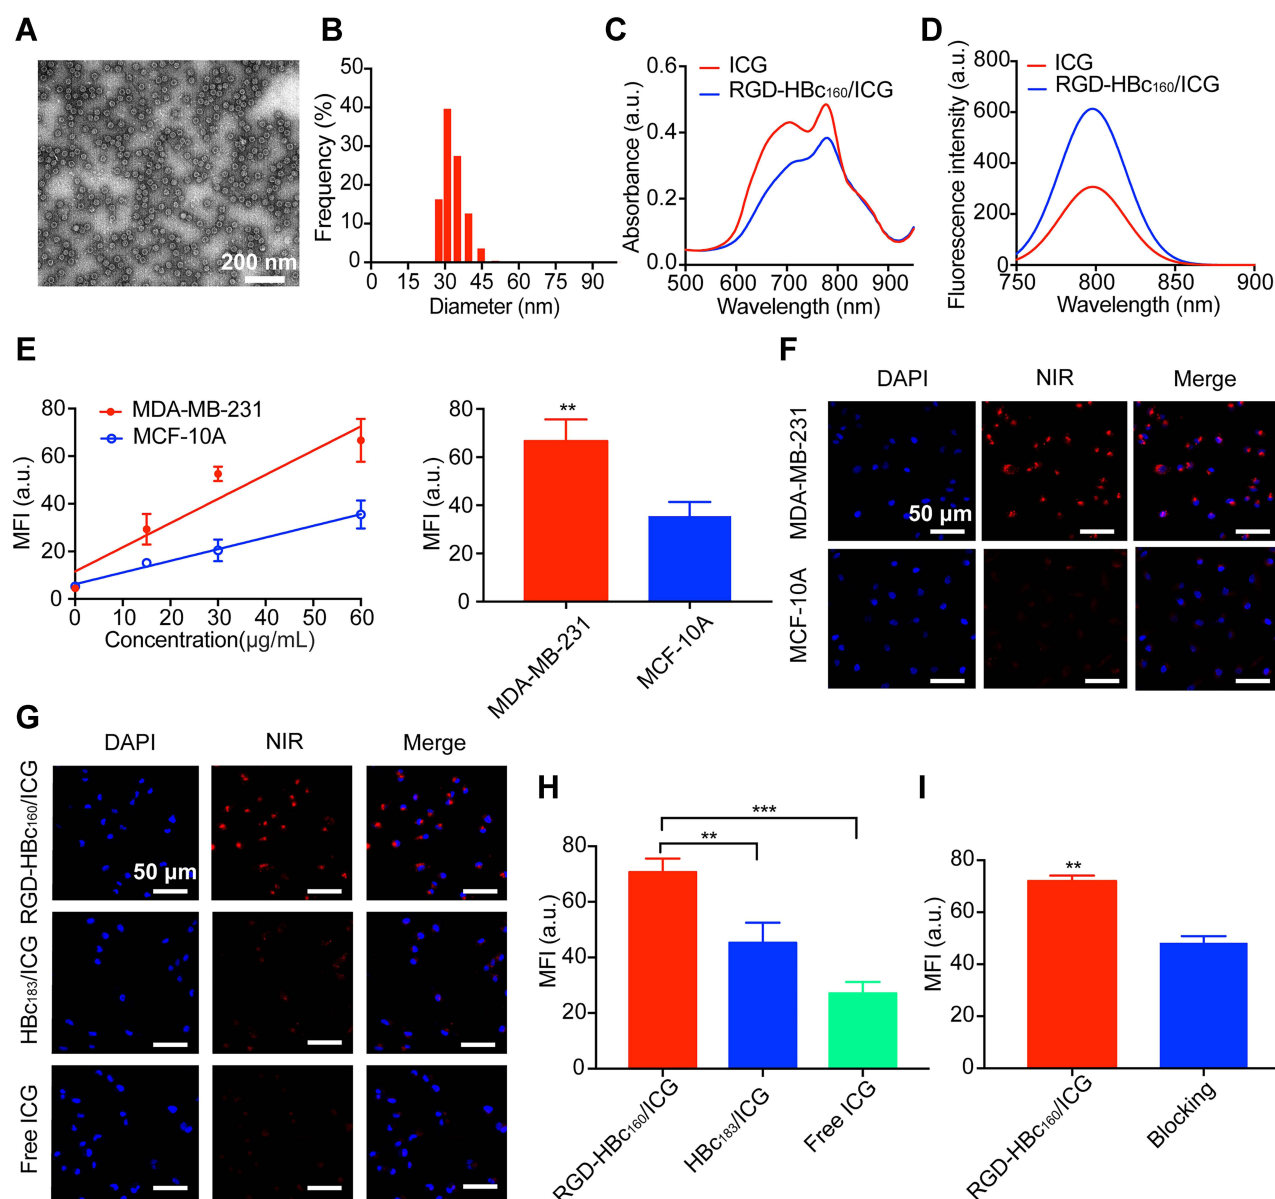 A
200 nm
B
Frequency (%)
50
40
30
20
10
0
0 15 30 45 60 75 90
Diameter (nm)
C
ICG
RGD-HBc₁₆₀/ICG
Absorbance (a.u.)
0.6
0.4
0.2
0.0
500 600 700 800 900
Wavelength (nm)
D
ICG
RGD-HBc₁₆₀/ICG
Fluorescence intensity (a.u.)
800
600
400
200
0
750 800 850 900
Wavelength (nm)
E
MDA-MB-231
MCF-10A
MFI (a.u.)
80
60
40
20
0
0 10 20 30 40 50 60
Concentration(µg/mL)
MFI (a.u.)
80
60
40
20
0
**
MDA-MB-231
MCF-10A
F
DAPI NIR Merge
MDA-MB-231
50 µm
MCF-10A
G
DAPI NIR Merge
RGD-HBc₁₆₀/ICG
50 µm
HBc₁₈₃/ICG
Free ICG
H
MFI (a.u.)
80
60
40
20
0
***
**
RGD-HBc₁₆₀/ICG
HBc₁₈₃/ICG
Free ICG
I
MFI (a.u.)
80
60
40
20
0
**
RGD-HBc₁₆₀/ICG
Blocking